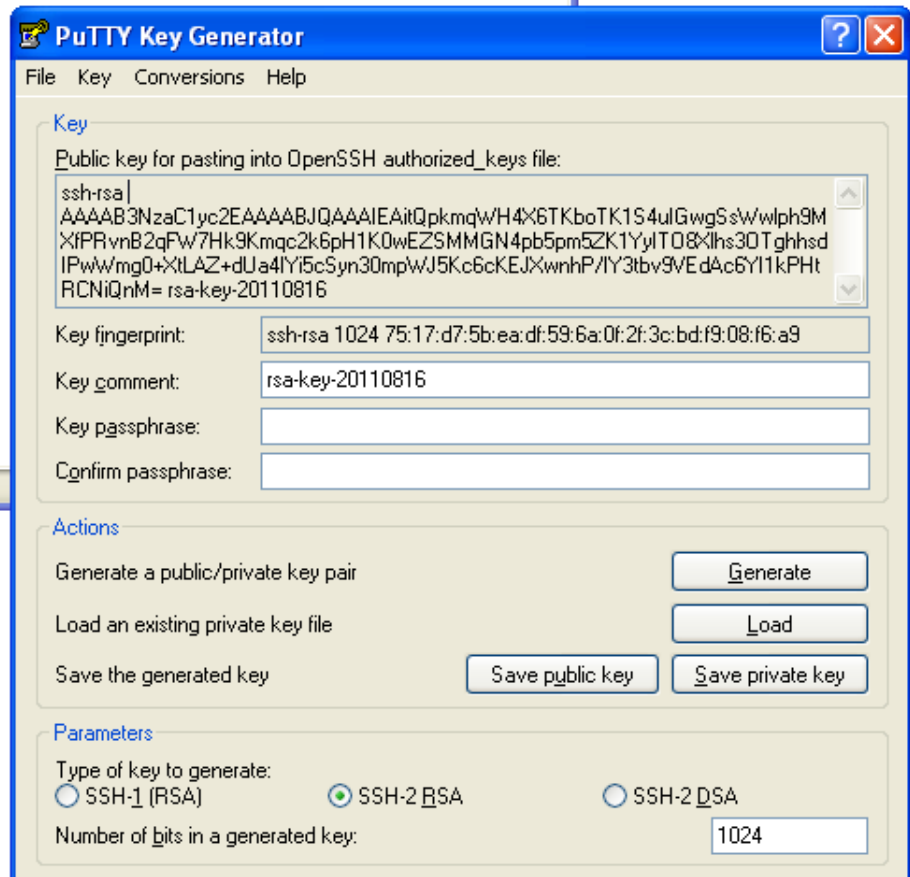 PuTTY Key Generator
File Key Conversions Help
Key
Public key for pasting into OpenSSH authorized_keys file:
ssh-rsa
AAAAB3NzaC1yc2EAAAABJQAAAIEAitQpkmqWH4X6TKboTK1S4ulGwgSsWwlph9M
XfPRvnB2qFW7Hk9Kmqc2k6pH1K0wEZSMMGN4pb5pm5ZK1YylTO8Xlhs3OTghhsd
IPwWmg0+XtLAZ+dUa4lYi5cSyn30mpWJ5Kc6cKEJXwnhP/lY3tbv9VEdAc6Yl1kPHt
RCNiQnM= rsa-key-20110816
Key fingerprint: ssh-rsa 1024 75:17:d7:5b:ea:df:59:6a:0f:2f:3c:bd:f9:08:f6:a9
Key comment: rsa-key-20110816
Key passphrase:
Confirm passphrase:
Actions
Generate a public/private key pair Generate
Load an existing private key file Load
Save the generated key Save public key Save private key
Parameters
Type of key to generate:
SSH-1 (RSA) SSH-2 RSA SSH-2 DSA
Number of bits in a generated key: 1024